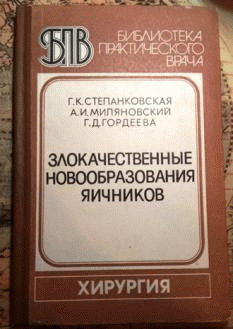 БПВ
БИБЛИОТЕКА
ПРАКТИЧЕСКОГО
ВРАЧА
Г.К.СТЕПАНКОВСКАЯ
А.И.МИЛЯНОВСКИЙ
Г.Д.ГОРДЕЕВА
ЗЛОКАЧЕСТВЕННЫЕ
НОВООБРАЗОВАНИЯ
ЯИЧНИКОВ
ХИРУРГИЯ